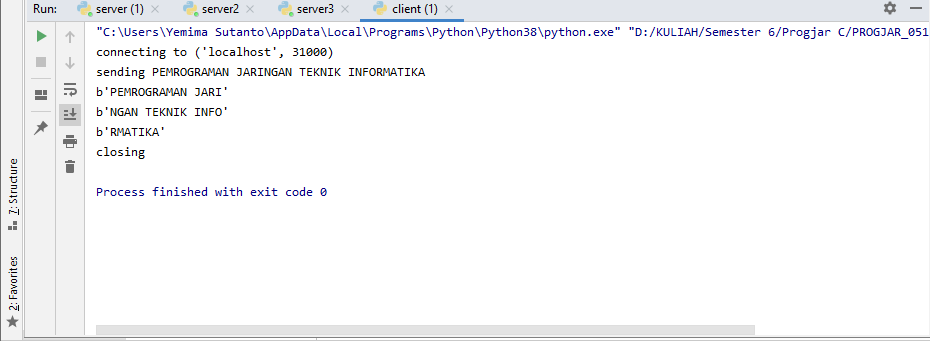 Run: server (1) server2 server3 client (1)
"C:\Users\Yemima Sutanto\AppData\Local\Programs\Python\Python38\python.exe" "D:/KULIAH/Semester 6/Progjar C/PROGJAR_051
connecting to ('localhost', 31000)
sending PEMROGRAMAN JARINGAN TEKNIK INFORMATIKA
b'PEMROGRAMAN JARI'
b'NGAN TEKNIK INFO'
b'RMATIKA'
closing
Process finished with exit code 0
7: Structure
2: Favorites